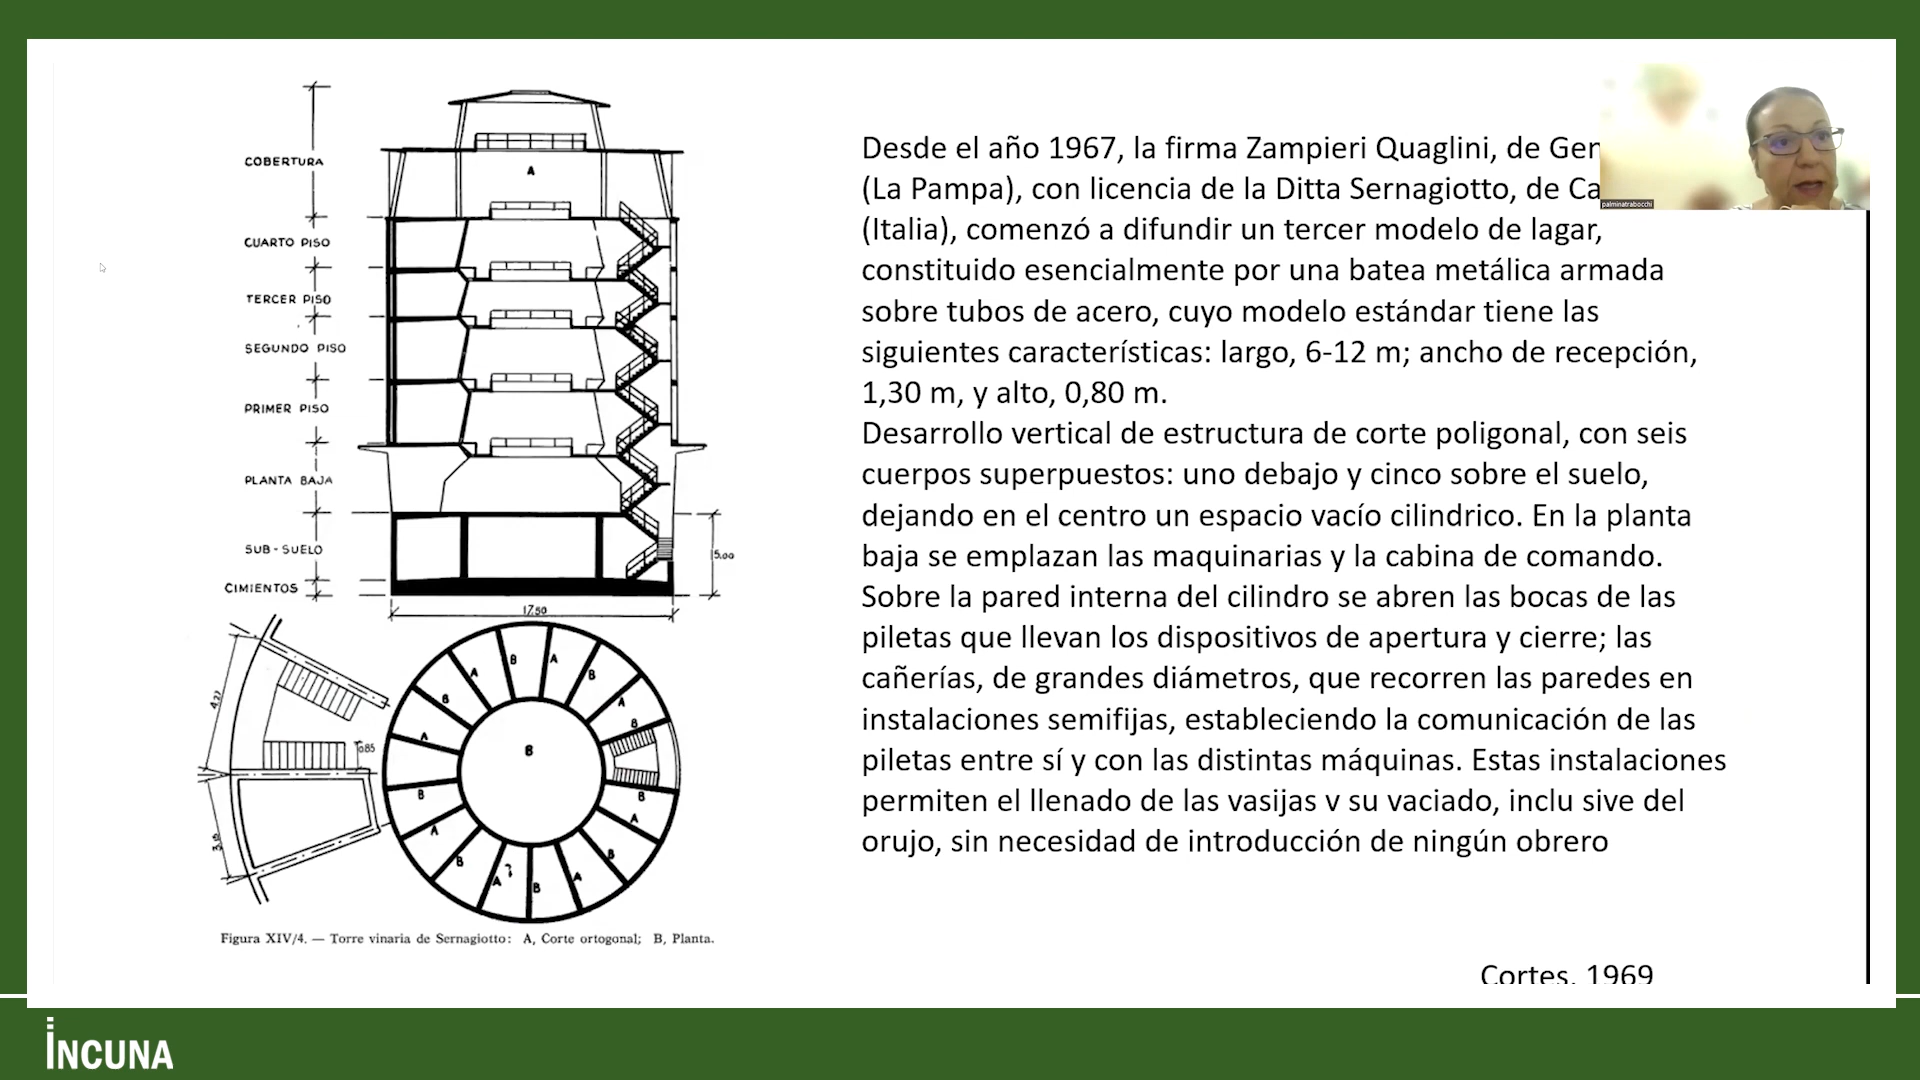 COBERTURA
A
CUARTO PISO
TERCER PISO
SEGUNDO PISO
PRIMER PISO
PLANTA BAJA
SUB-SUELO
5.00
CIMIENTOS
17.50
4.27
0.85
A B A B
B A
A B
B
B B
A A
B B
A B A
Figura XIV/4. — Torre vinaria de Sernagiotto: A, Corte ortogonal; B, Planta.
Desde el año 1967, la firma Zampieri Quaglini, de Gen
(La Pampa), con licencia de la Ditta Sernagiotto, de Ca
(Italia), comenzó a difundir un tercer modelo de lagar,
constituido esencialmente por una batea metálica armada
sobre tubos de acero, cuyo modelo estándar tiene las
siguientes características: largo, 6-12 m; ancho de recepción,
1,30 m, y alto, 0,80 m.
Desarrollo vertical de estructura de corte poligonal, con seis
cuerpos superpuestos: uno debajo y cinco sobre el suelo,
dejando en el centro un espacio vacío cilindrico. En la planta
baja se emplazan las maquinarias y la cabina de comando.
Sobre la pared interna del cilindro se abren las bocas de las
piletas que llevan los dispositivos de apertura y cierre; las
cañerías, de grandes diámetros, que recorren las paredes en
instalaciones semifijas, estableciendo la comunicación de las
piletas entre sí y con las distintas máquinas. Estas instalaciones
permiten el llenado de las vasijas v su vaciado, inclu sive del
orujo, sin necesidad de introducción de ningún obrero
Cortes. 1969
palminatrabocchi
INCUNA